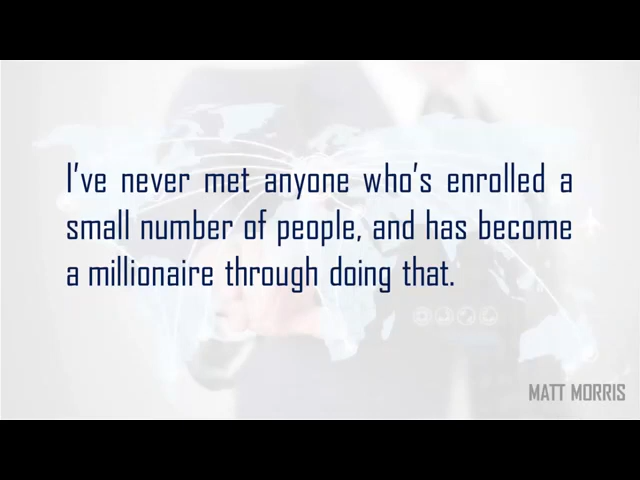 I've never met anyone who's enrolled a
small number of people, and has become
a millionaire through doing that.
MATT MORRIS